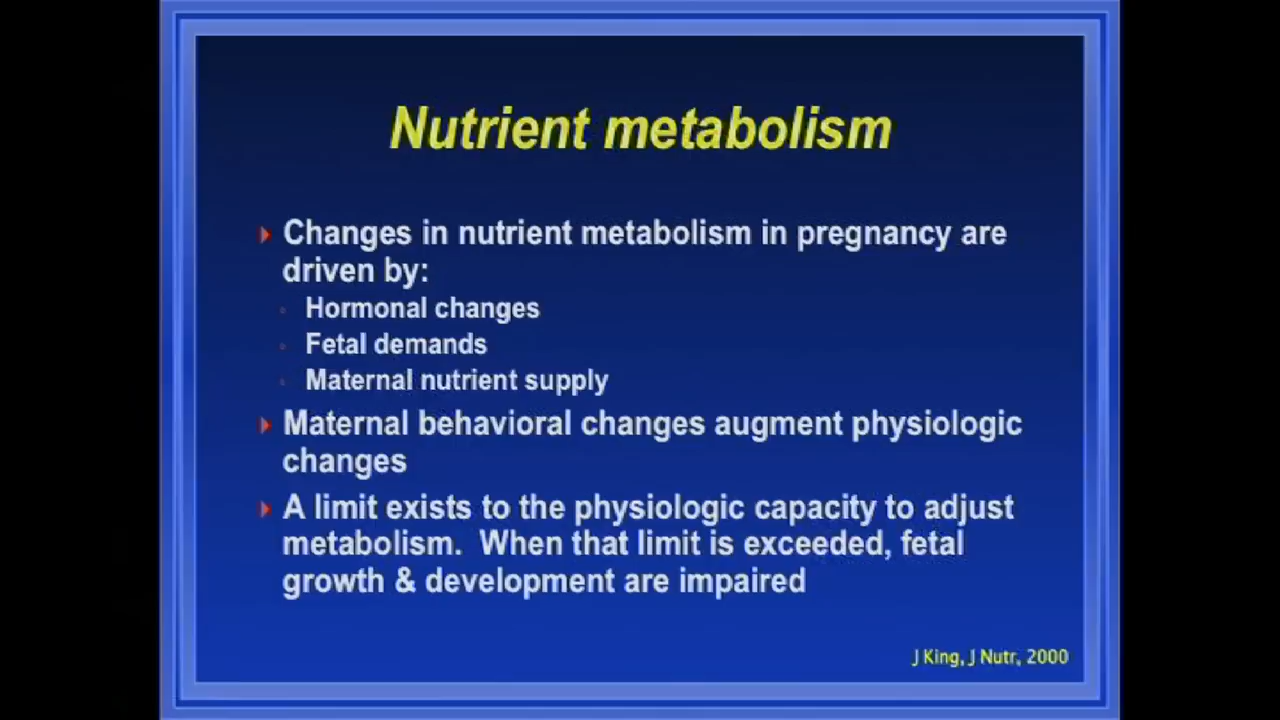 Nutrient metabolism
Changes in nutrient metabolism in pregnancy are
driven by:
Hormonal changes
Fetal demands
Maternal nutrient supply
Maternal behavioral changes augment physiologic
changes
A limit exists to the physiologic capacity to adjust
metabolism.  When that limit is exceeded, fetal
growth & development are impaired
J King, J Nutr, 2000